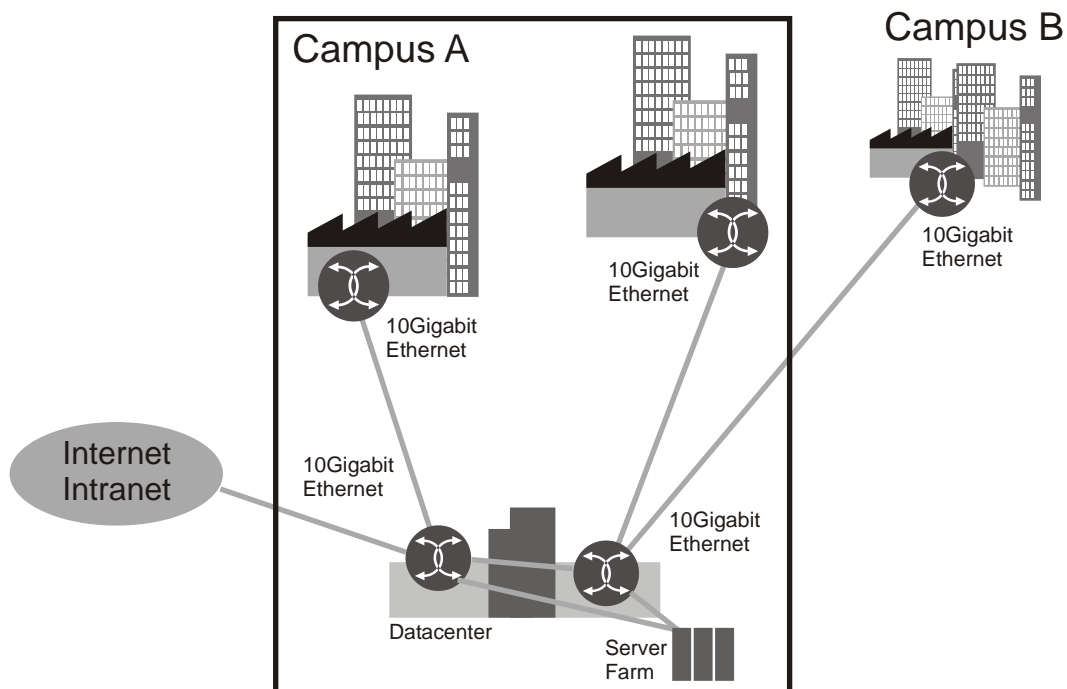 Campus A
Campus B
10Gigabit
Ethernet
10Gigabit
Ethernet
10Gigabit
Ethernet
Internet
Intranet
10Gigabit
Ethernet
10Gigabit
Ethernet
Datacenter
Server
Farm